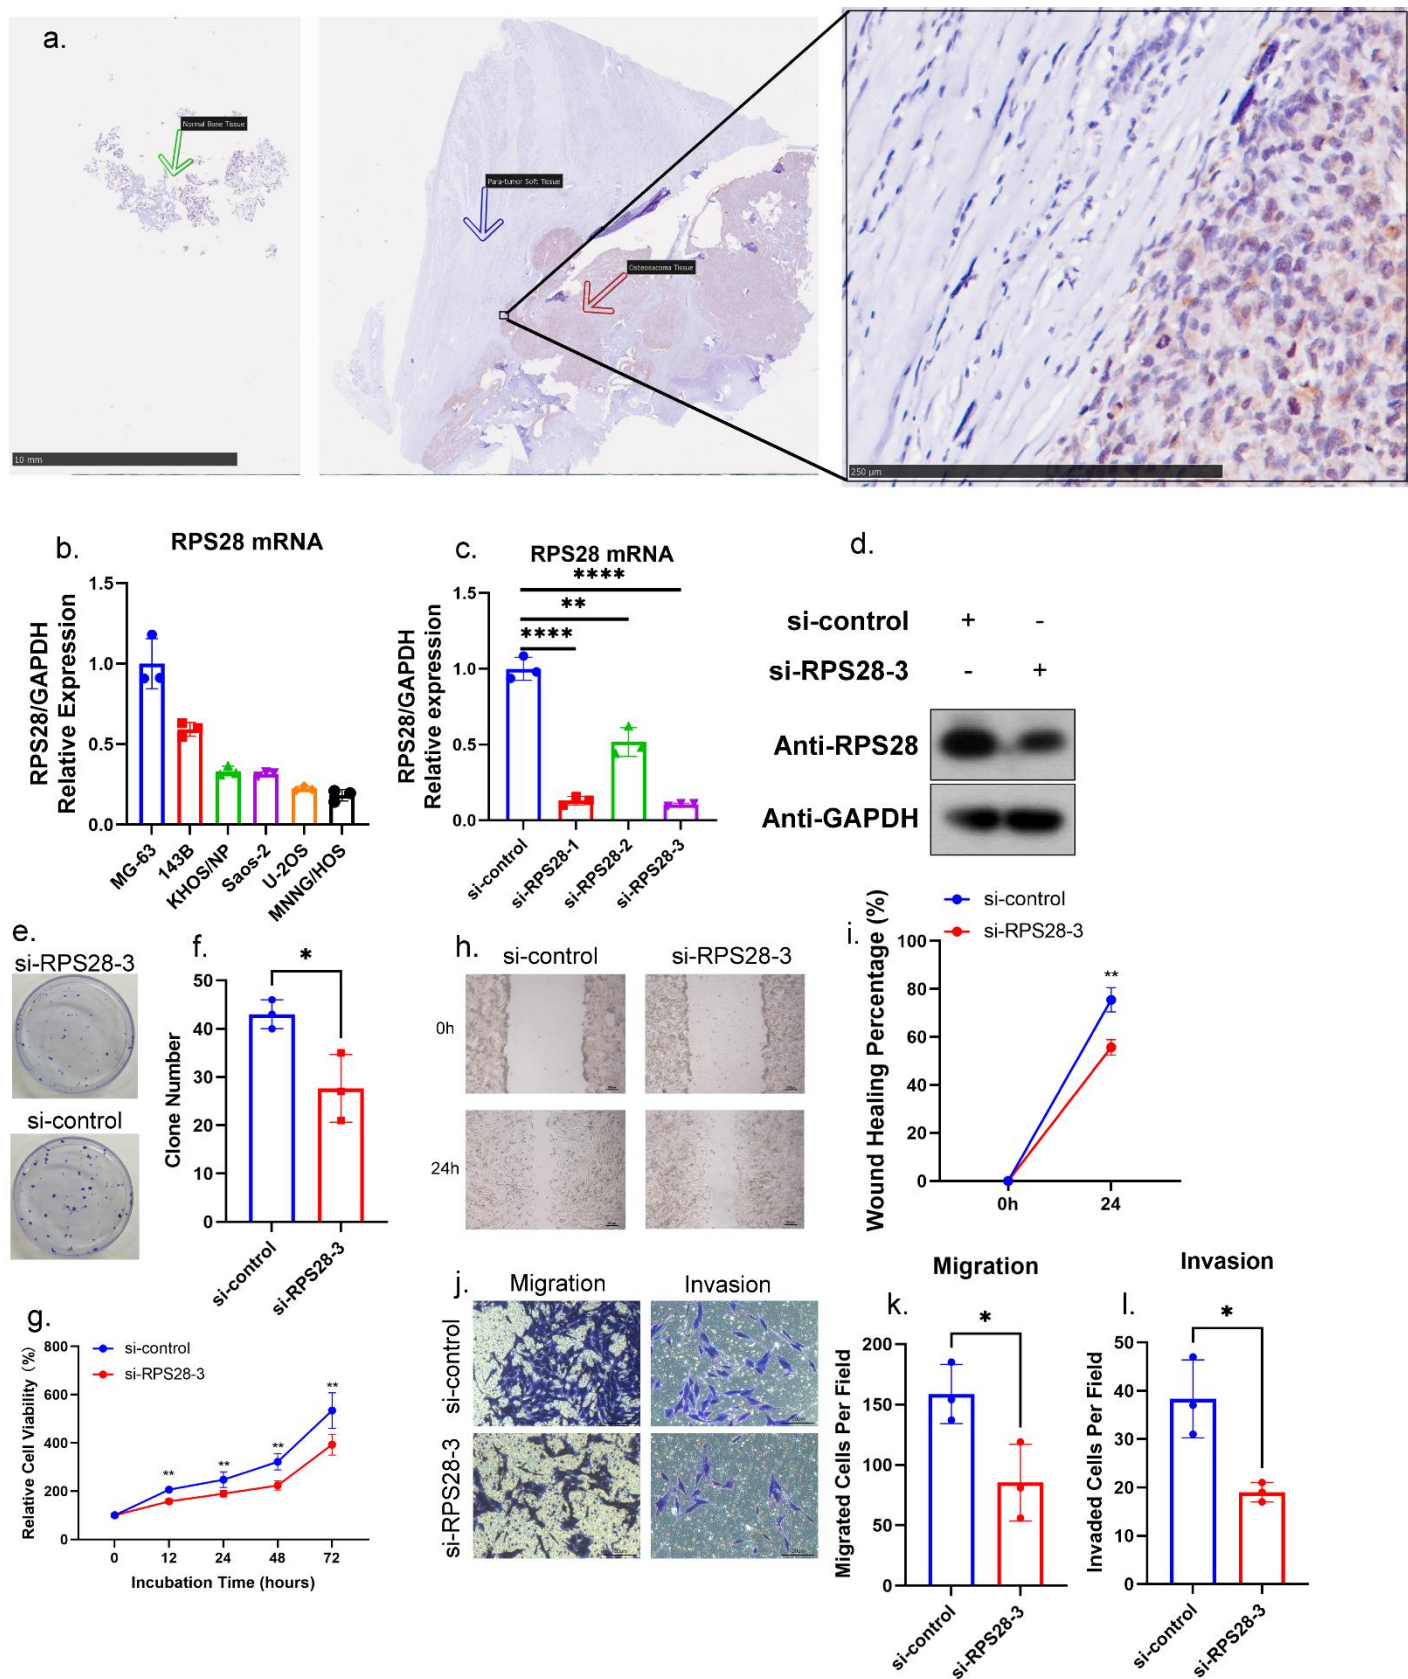 a.
Normal Bone Tissue
Para-tumor Soft Tissue
Osteosacoma Tissue
10 mm
250 µm
b.
RPS28 mRNA
RPS28/GAPDH
Relative Expression
1.5
1.0
0.5
0.0
MG-63
143B
KHOS/NP
Saos-2
U-2OS
MNNG/HOS
c.
RPS28 mRNA
****
**
****
RPS28/GAPDH
Relative expression
1.5
1.0
0.5
0.0
si-control
si-RPS28-1
si-RPS28-2
si-RPS28-3
d.
si-control + -
si-RPS28-3 - +
Anti-RPS28
Anti-GAPDH
e.
si-RPS28-3
si-control
f.
*
Clone Number
50
40
30
20
10
0
si-control
si-RPS28-3
g.
si-control
si-RPS28-3
Relative Cell Viability (%)
800
600
400
200
0
**
**
**
**
0 12 24 48 72
Incubation Time (hours)
h.
si-control si-RPS28-3
0h
24h
i.
si-control
si-RPS28-3
Wound Healing Percentage (%)
100
80
60
40
20
0
**
0h 24
j.
Migration Invasion
si-control
si-RPS28-3
k.
Migration
*
Migrated Cells Per Field
200
150
100
50
0
si-control
si-RPS28-3
l.
Invasion
*
Invaded Cells Per Field
50
40
30
20
10
0
si-control
si-RPS28-3